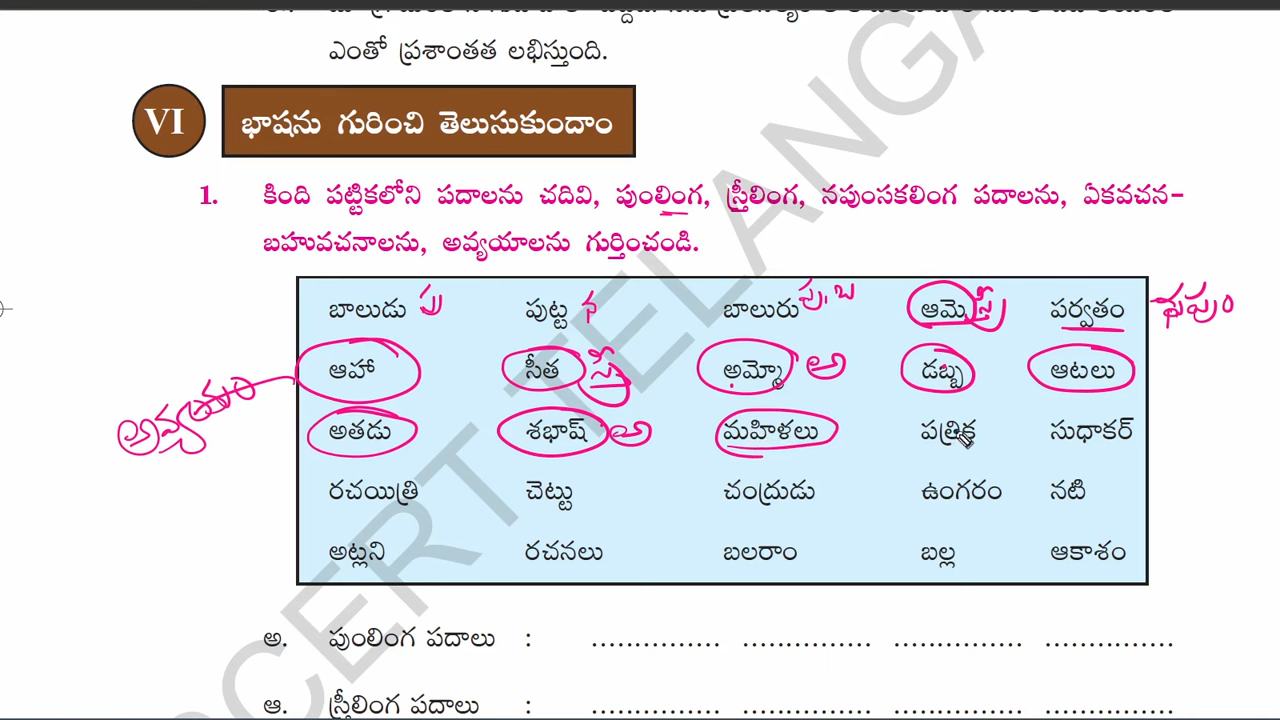 ఎంతో ప్రశాంతత లభిస్తుంది.
VI భాషను గురించి తెలుసుకుందాం
1. కింది పట్టికలోని పదాలను చదివి, పుంలింగ, స్త్రీలింగ, నపుంసకలింగ పదాలను, ఏకవచన-
బహువచనాలను, అవ్యయాలను గుర్తించండి.
బాలుడు పు పుట్ట న బాలురు పు.బ ఆమె స్త్రీ పర్వతం నపుం
ఆహా సీత స్త్రీ అమ్మో అ డబ్బు ఆటలు
అవ్యయం అతడు శభాష్ అ మహిళలు పత్రిక సుధాకర్
రచయిత్రి చెట్టు చంద్రుడు ఉంగరం నటి
అట్లని రచనలు బలరాం బల్ల ఆకాశం
అ. పుంలింగ పదాలు : ............... ............... ............... ...............
ఆ. స్త్రీలింగ పదాలు : ............... ............... ............... ...............
SCERT TELANGA